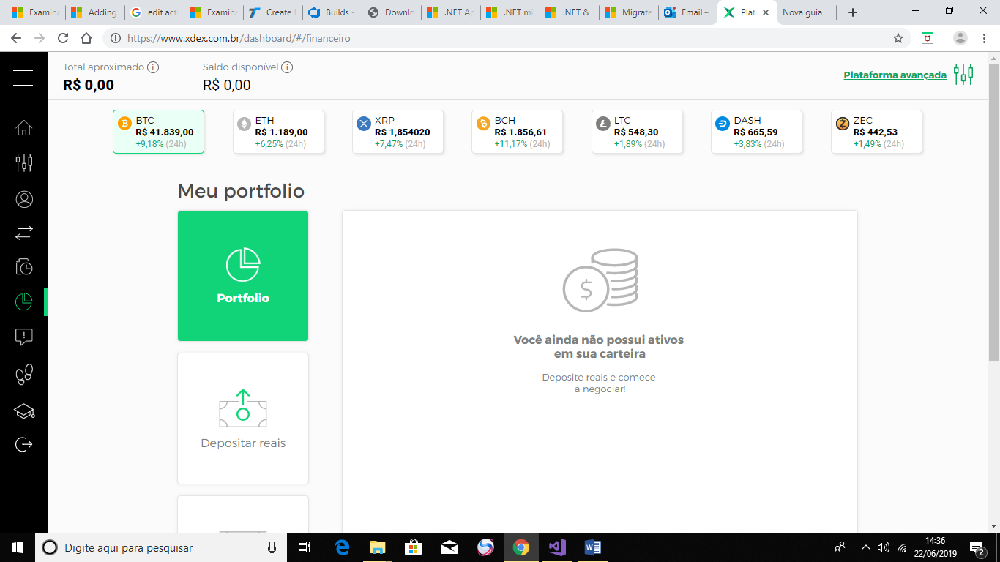 Examina
Adding
edit act
Examina
Create B
Builds -
Downlo
.NET Ap
.NET mi
.NET &
Migrate
Email –
Plat
Nova guia
https://www.xdex.com.br/dashboard/#/financeiro
Total aproximado
R$ 0,00
Saldo disponível
R$ 0,00
Plataforma avançada
BTC
R$ 41.839,00
+9,18% (24h)
ETH
R$ 1.189,00
+6,25% (24h)
XRP
R$ 1,854020
+7,47% (24h)
BCH
R$ 1.856,61
+11,17% (24h)
LTC
R$ 548,30
+1,89% (24h)
DASH
R$ 665,59
+3,83% (24h)
ZEC
R$ 442,53
+1,49% (24h)
Meu portfolio
Portfolio
Depositar reais
Você ainda não possui ativos
em sua carteira
Deposite reais e comece
a negociar!
Digite aqui para pesquisar
14:36
22/06/2019
2